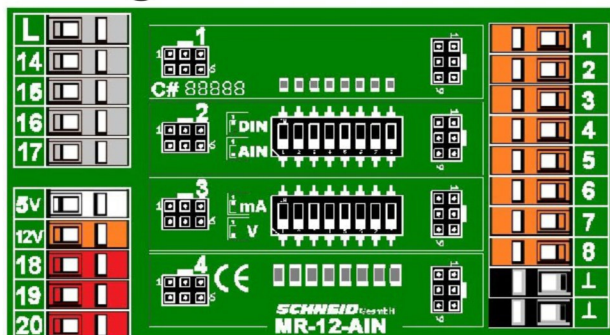 L
14
15
16
17
5V
12V
18
19
20
1
C# 88888
2
DIN
AIN
3
mA
V
4
CE
SCHNEID GesmbH
MR-12-AIN
1
2
3
4
5
6
7
8
⊥
⊥